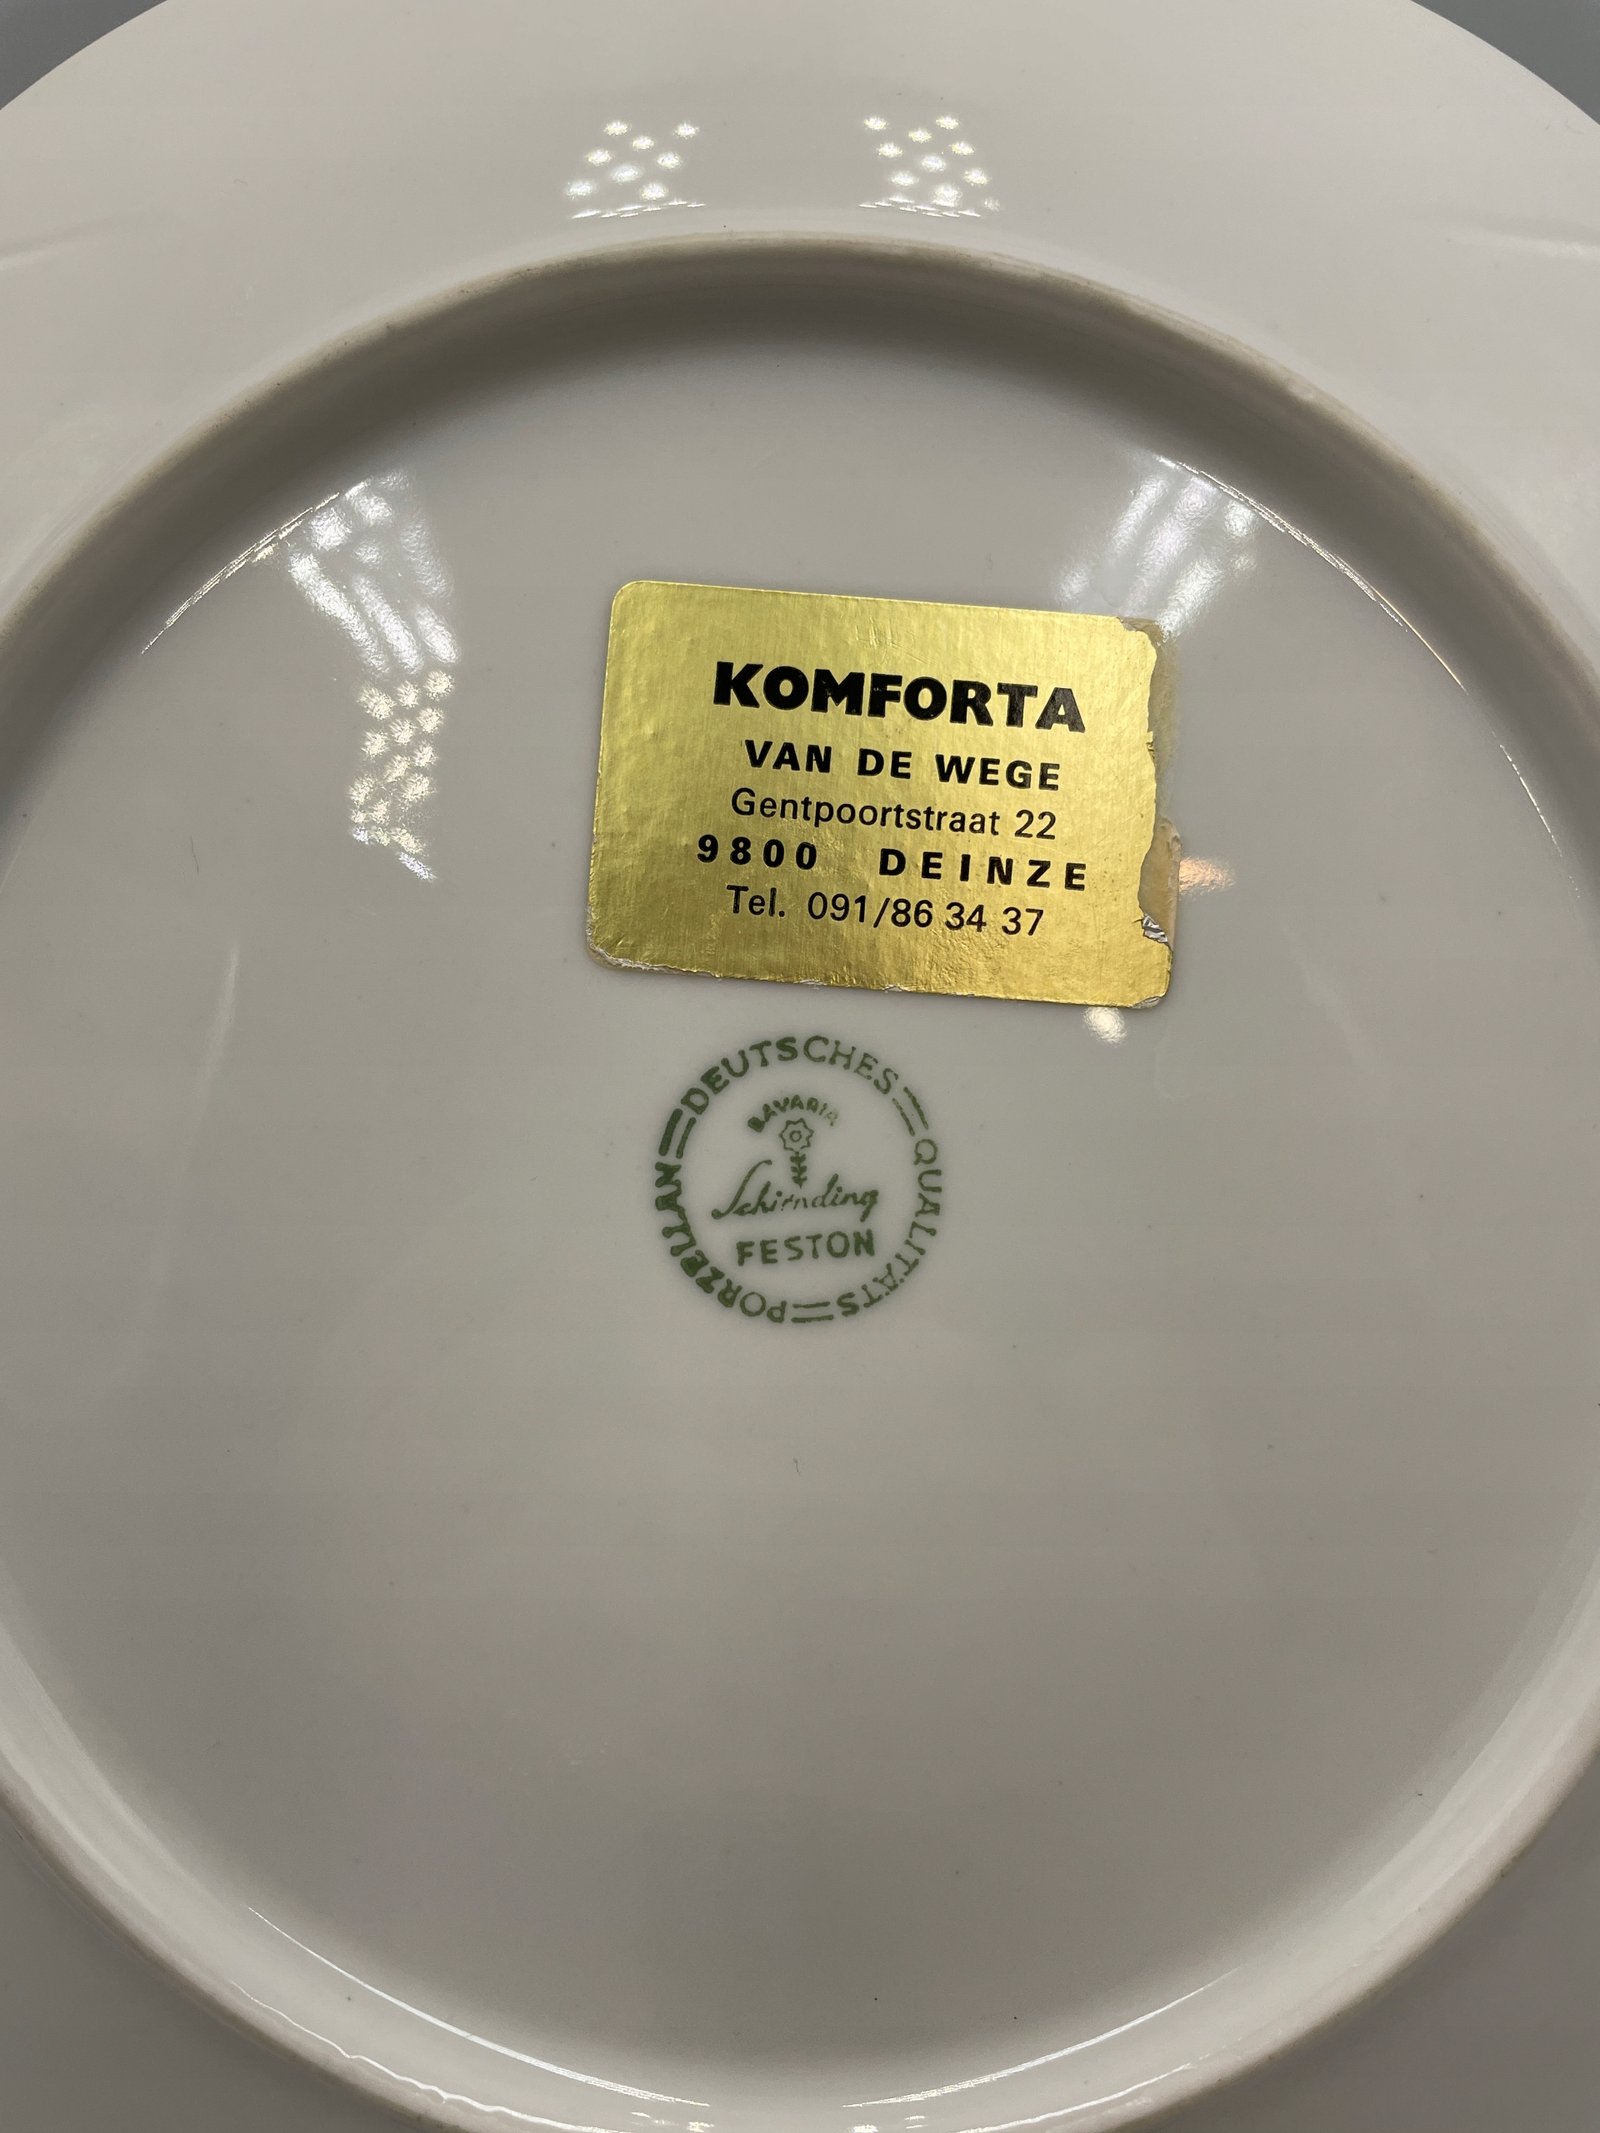 KOMFORTA
VAN DE WEGE
Gentpoortstraat 22
9800 DEINZE
Tel. 091/86 34 37
DEUTSCHES = QUALITÄTS = PORZELLAN =
BAVARIA
Schirnding
FESTON